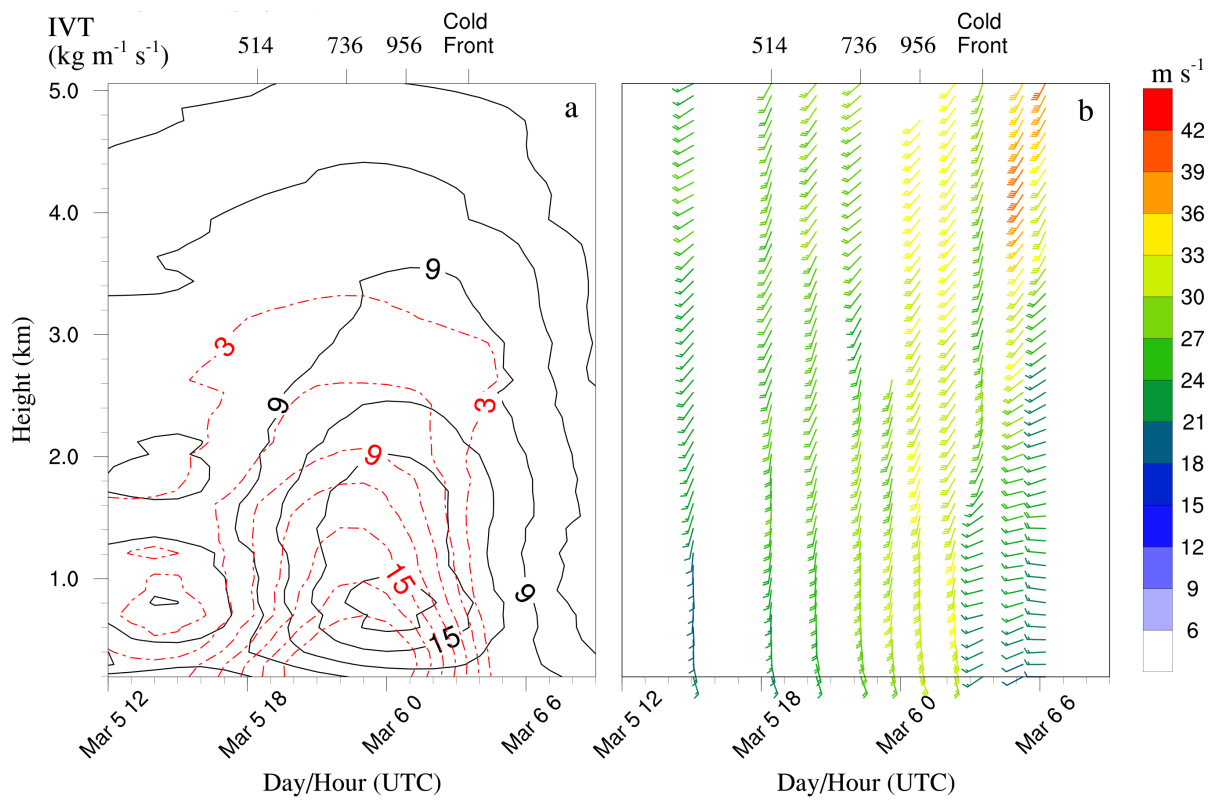 IVT
(kg m-1 s-1)
514 736 956 Cold Front
514 736 956 Cold Front
m s-1
a
b
5.0
4.0
3.0
2.0
1.0
Height (km)
9
3
9
3
9
15
9
15
42
39
36
33
30
27
24
21
18
15
12
9
6
Mar 5 12 Mar 5 18 Mar 6 0 Mar 6 6
Mar 5 12 Mar 5 18 Mar 6 0 Mar 6 6
Day/Hour (UTC)
Day/Hour (UTC)